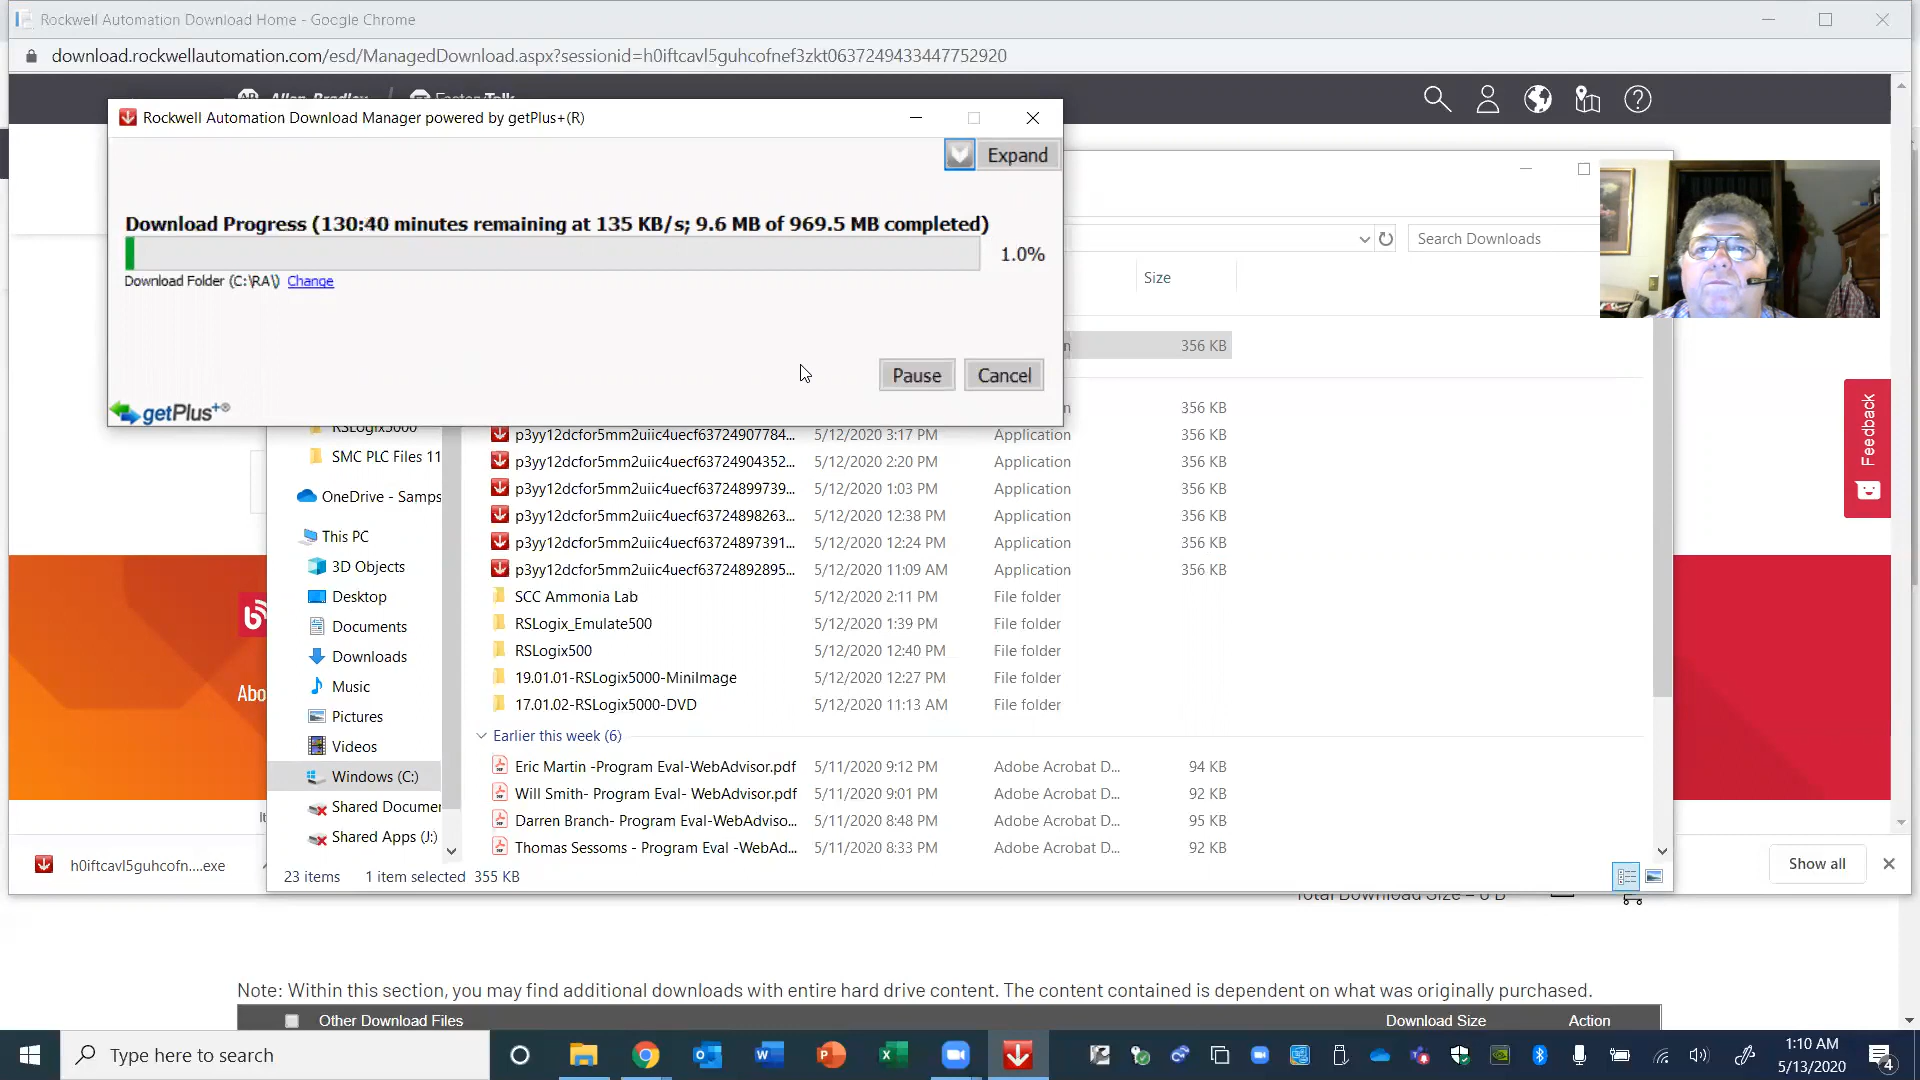 Rockwell Automation Download Home - Google Chrome
download.rockwellautomation.com/esd/ManagedDownload.aspx?sessionid=h0iftcavl5guhcofnef3zkt0637249433447752920
Rockwell Automation Download Manager powered by getPlus+(R)
Expand
Download Progress (130:40 minutes remaining at 135 KB/s; 9.6 MB of 969.5 MB completed)
1.0%
Download Folder (C:\RA\) Change
Pause Cancel
getPlus+®
Search Downloads
Size
356 KB
356 KB
p3yy12dcfor5mm2uiic4uecf63724907784... 5/12/2020 3:17 PM Application 356 KB
p3yy12dcfor5mm2uiic4uecf63724904352... 5/12/2020 2:20 PM Application 356 KB
p3yy12dcfor5mm2uiic4uecf63724899739... 5/12/2020 1:03 PM Application 356 KB
p3yy12dcfor5mm2uiic4uecf63724898263... 5/12/2020 12:38 PM Application 356 KB
p3yy12dcfor5mm2uiic4uecf63724897391... 5/12/2020 12:24 PM Application 356 KB
p3yy12dcfor5mm2uiic4uecf63724892895... 5/12/2020 11:09 AM Application 356 KB
SCC Ammonia Lab 5/12/2020 2:11 PM File folder
RSLogix_Emulate500 5/12/2020 1:39 PM File folder
RSLogix500 5/12/2020 12:40 PM File folder
19.01.01-RSLogix5000-MiniImage 5/12/2020 12:27 PM File folder
17.01.02-RSLogix5000-DVD 5/12/2020 11:13 AM File folder
Earlier this week (6)
Eric Martin -Program Eval-WebAdvisor.pdf 5/11/2020 9:12 PM Adobe Acrobat D... 94 KB
Will Smith- Program Eval- WebAdvisor.pdf 5/11/2020 9:01 PM Adobe Acrobat D... 92 KB
Darren Branch- Program Eval-WebAdviso... 5/11/2020 8:48 PM Adobe Acrobat D... 95 KB
Thomas Sessoms - Program Eval -WebAd... 5/11/2020 8:33 PM Adobe Acrobat D... 92 KB
RSLogix5000
SMC PLC Files 11
OneDrive - Samps
This PC
3D Objects
Desktop
Documents
Downloads
Music
Pictures
Videos
Windows (C:)
Shared Documer
Shared Apps (J:)
23 items 1 item selected 355 KB
Feedback
Abo
h0iftcavl5guhcofn....exe
Show all
Note: Within this section, you may find additional downloads with entire hard drive content. The content contained is dependent on what was originally purchased.
Other Download Files Download Size Action
Type here to search
1:10 AM
5/13/2020
4